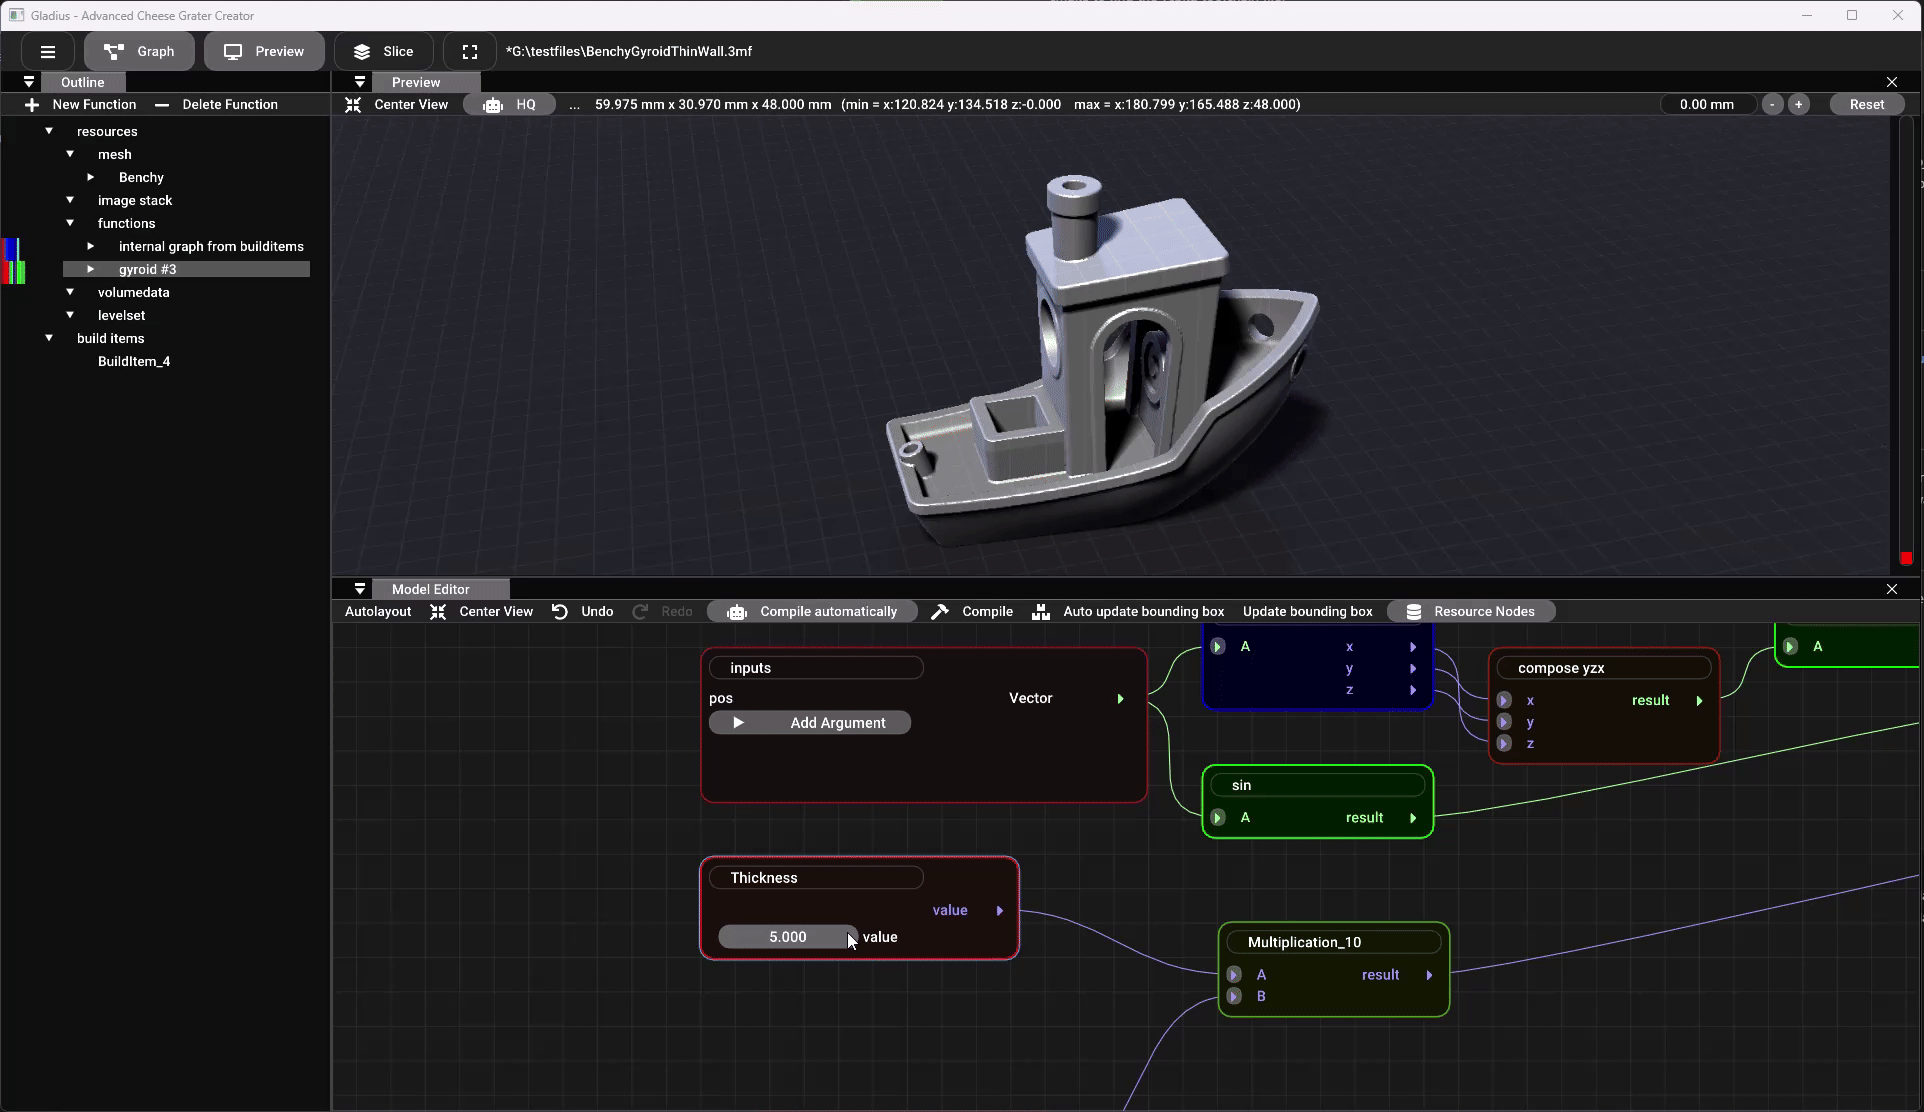 Gladius - Advanced Cheese Grater Creator
Graph Preview Slice *G:\testfiles\BenchyGyroidThinWall.3mf
Outline
New Function Delete Function
resources
mesh
Benchy
image stack
functions
internal graph from builditems
gyroid #3
volumedata
levelset
build items
BuildItem_4
Preview
Center View HQ ... 59.975 mm x 30.970 mm x 48.000 mm (min = x:120.824 y:134.518 z:-0.000 max = x:180.799 y:165.488 z:48.000) 0.00 mm - + Reset
Model Editor
Autolayout Center View Undo Redo Compile automatically Compile Auto update bounding box Update bounding box Resource Nodes
inputs
pos Vector
Add Argument
A x
y
z
compose yzx
x result
y
z
A
sin
A result
Thickness
value
5.000 value
Multiplication_10
A result
B